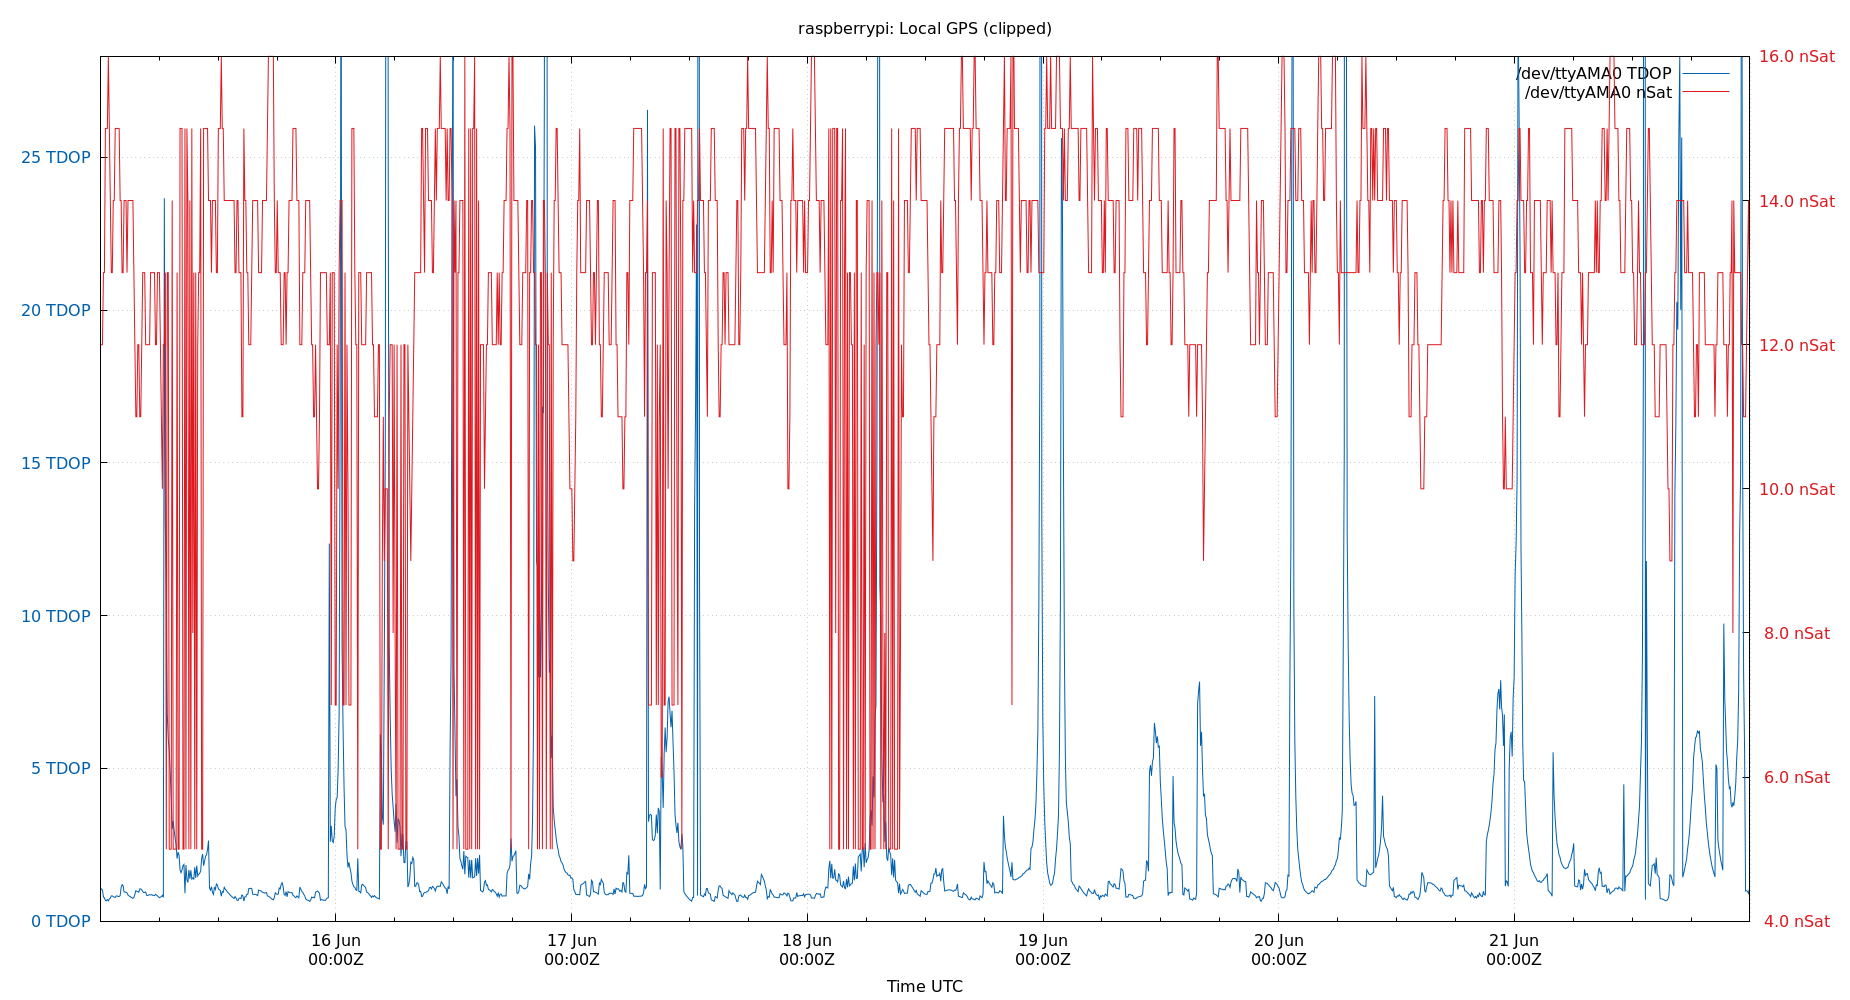 raspberrypi: Local GPS (clipped)
/dev/ttyAMA0 TDOP
/dev/ttyAMA0 nSat
25 TDOP
20 TDOP
15 TDOP
10 TDOP
5 TDOP
0 TDOP
16.0 nSat
14.0 nSat
12.0 nSat
10.0 nSat
8.0 nSat
6.0 nSat
4.0 nSat
16 Jun
00:00Z
17 Jun
00:00Z
18 Jun
00:00Z
19 Jun
00:00Z
20 Jun
00:00Z
21 Jun
00:00Z
Time UTC